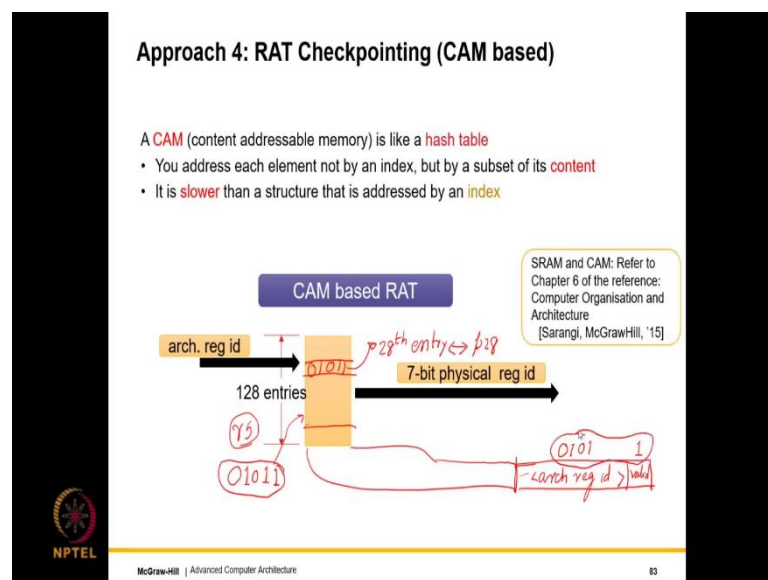 Approach 4: RAT Checkpointing (CAM based)
A CAM (content addressable memory) is like a hash table
• You address each element not by an index, but by a subset of its content
• It is slower than a structure that is addressed by an index
SRAM and CAM: Refer to
Chapter 6 of the reference:
Computer Organisation and
Architecture
[Sarangi, McGrawHill, '15]
CAM based RAT
arch. reg id
01011
28th entry ↔ p28
7-bit physical reg id
128 entries
r5
01011
0101 1
<arch reg id> valid
NPTEL
McGraw-Hill | Advanced Computer Architecture
83